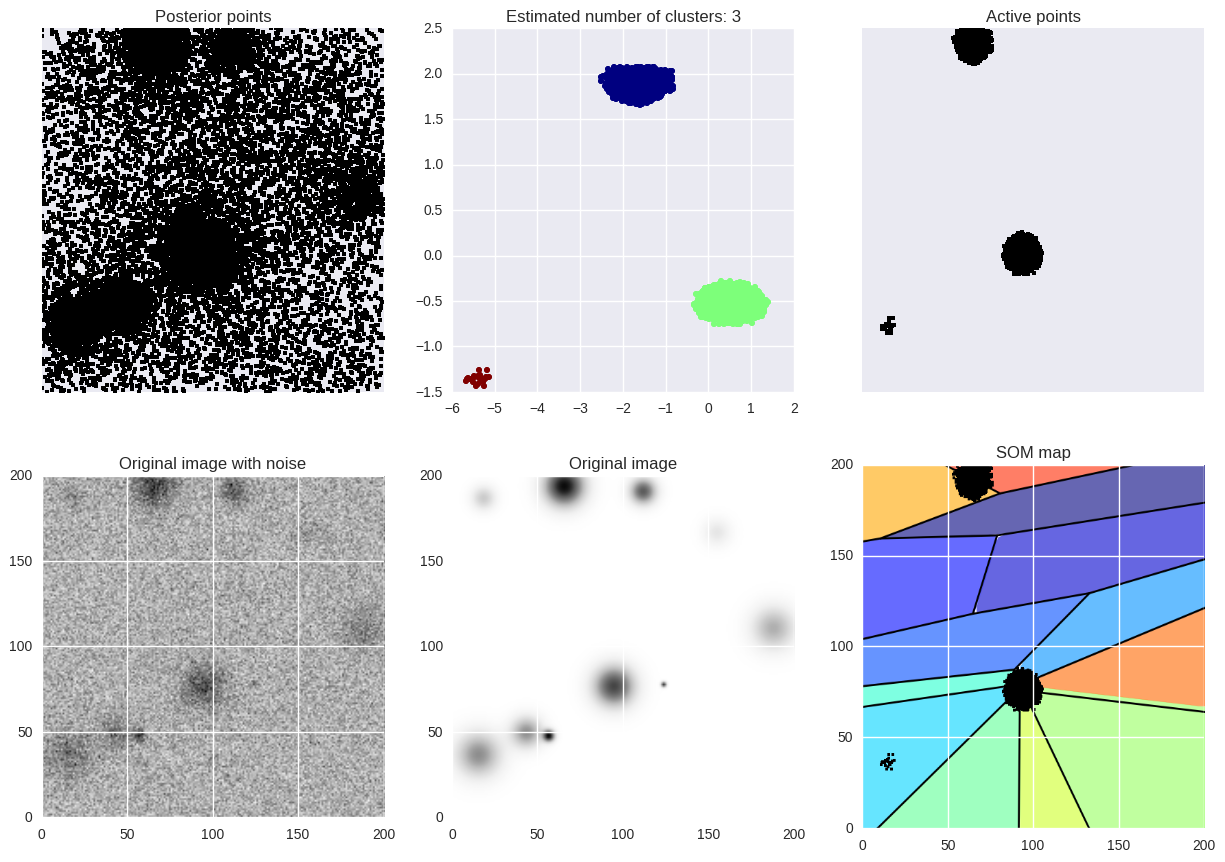 Posterior points
Estimated number of clusters: 3
Active points
2.5
2.0
1.5
1.0
0.5
0.0
−0.5
−1.0
−1.5
−6 −5 −4 −3 −2 −1 0 1 2
Original image with noise
Original image
SOM map
200
150
100
50
0
0 50 100 150 200
200
150
100
50
0
0 50 100 150 200
200
150
100
50
0
0 50 100 150 200